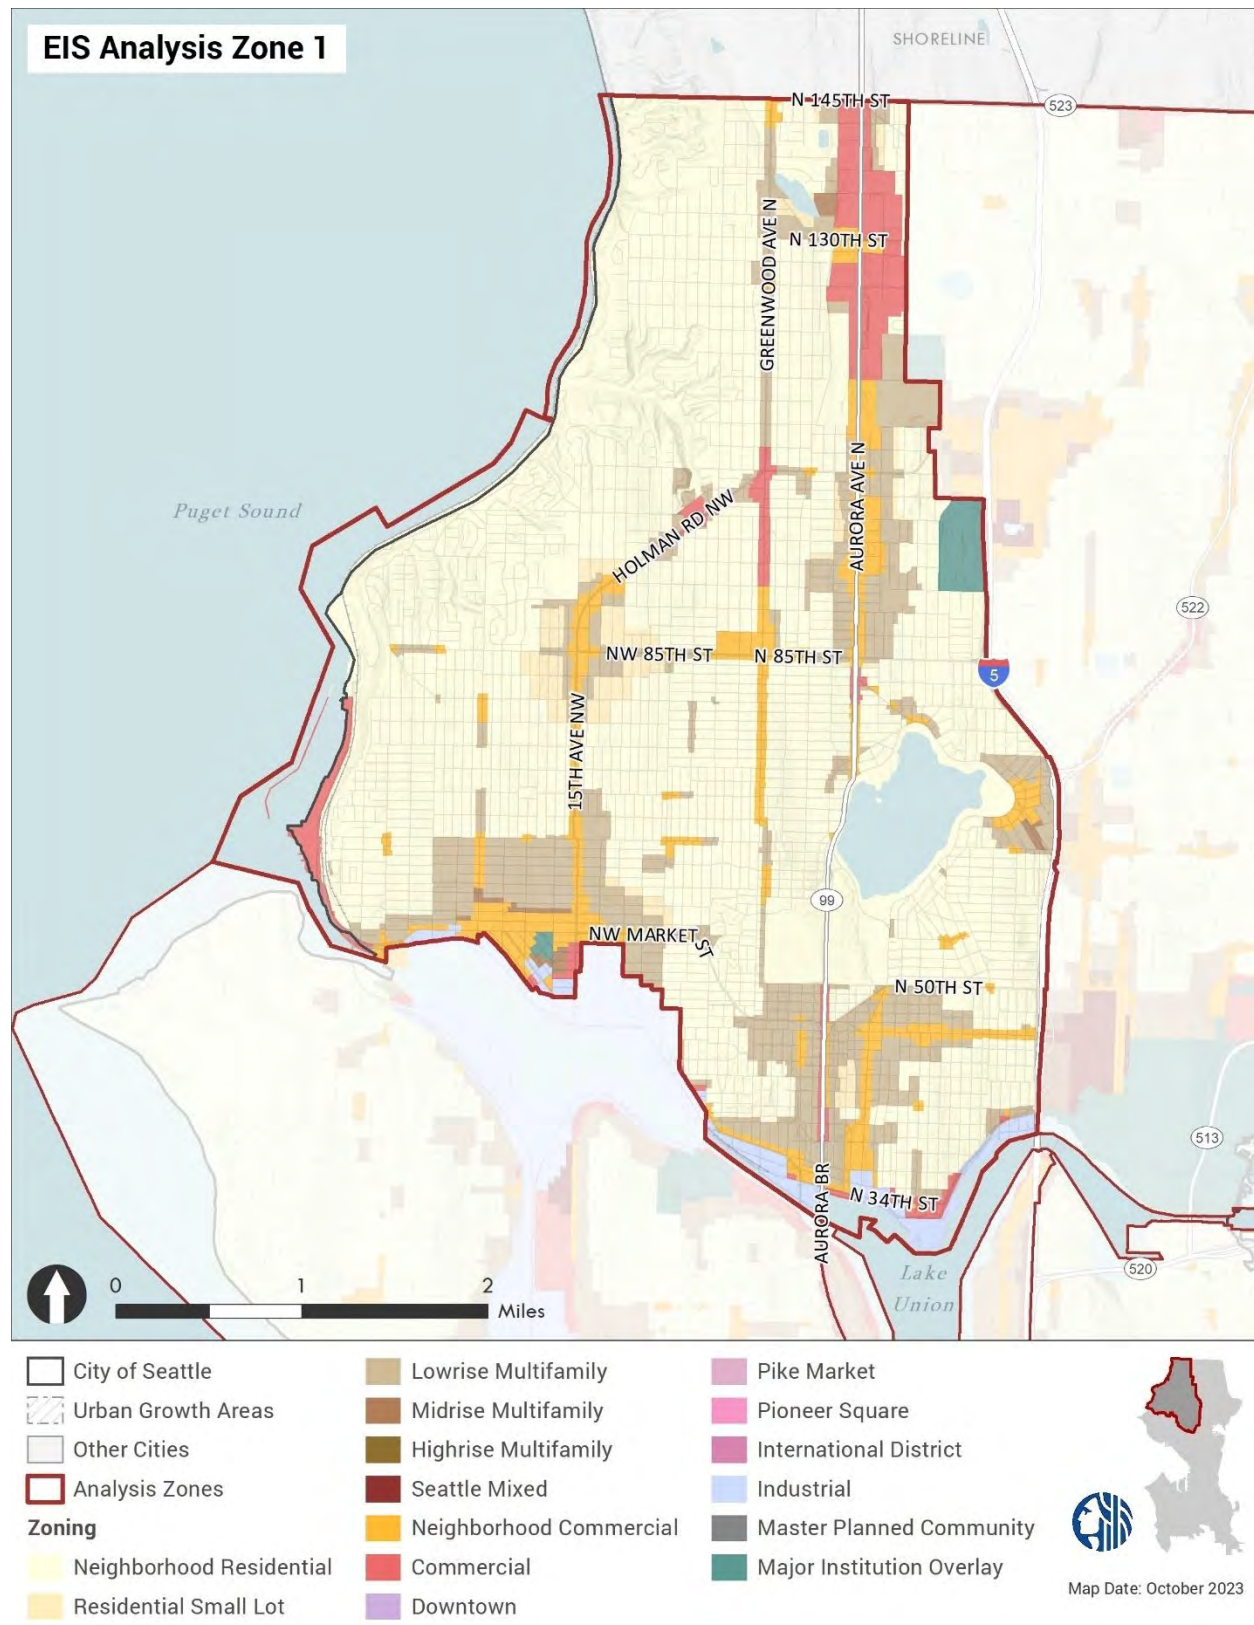 EIS Analysis Zone 1
SHORELINE
N 145TH ST
523
GREENWOOD AVE N
N 130TH ST
Puget Sound
HOLMAN RD NW
AURORA AVE N
522
NW 85TH ST
N 85TH ST
5
15TH AVE NW
99
NW MARKET ST
N 50TH ST
513
AURORA BR
N 34TH ST
520
Lake
Union
0 1 2
Miles
City of Seattle
Urban Growth Areas
Other Cities
Analysis Zones
Zoning
Neighborhood Residential
Residential Small Lot
Lowrise Multifamily
Midrise Multifamily
Highrise Multifamily
Seattle Mixed
Neighborhood Commercial
Commercial
Downtown
Pike Market
Pioneer Square
International District
Industrial
Master Planned Community
Major Institution Overlay
Map Date: October 2023